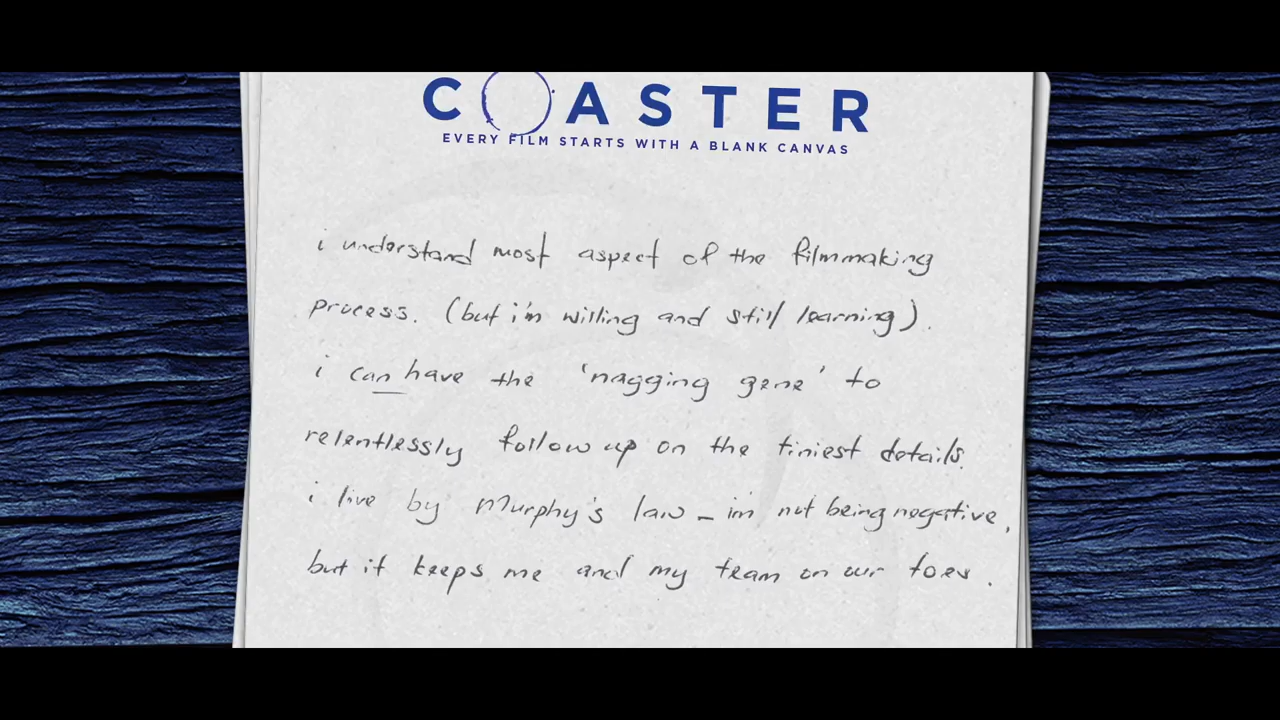 COASTER
EVERY FILM STARTS WITH A BLANK CANVAS
i understand most aspect of the filmmaking
process. (but i'm willing and still learning).
i can have the 'nagging gene' to
relentlessly follow up on the tiniest details.
i live by Murphy's law - i'm not being negative,
but it keeps me and my team on our toes.